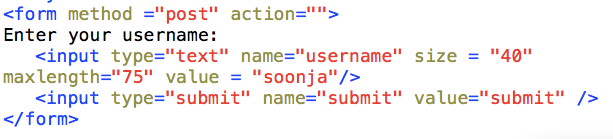 <form method ="post" action="">
Enter your username:
<input type="text" name="username" size = "40"
maxlength="75" value = "soonja"/>
<input type="submit" name="submit" value="submit" />
</form>